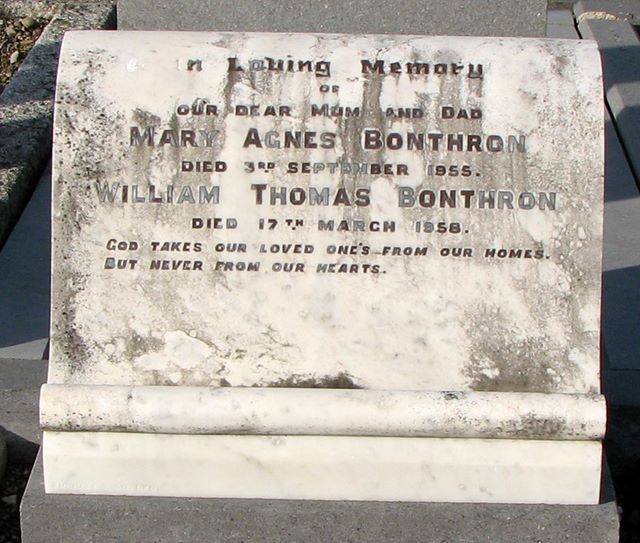 In Loving Memory
OF
OUR DEAR MUM AND DAD
MARY AGNES BONTHRON
DIED 3RD SEPTEMBER 1955.
WILLIAM THOMAS BONTHRON
DIED 17TH MARCH 1958.
GOD TAKES OUR LOVED ONE'S FROM OUR HOMES.
BUT NEVER FROM OUR HEARTS.